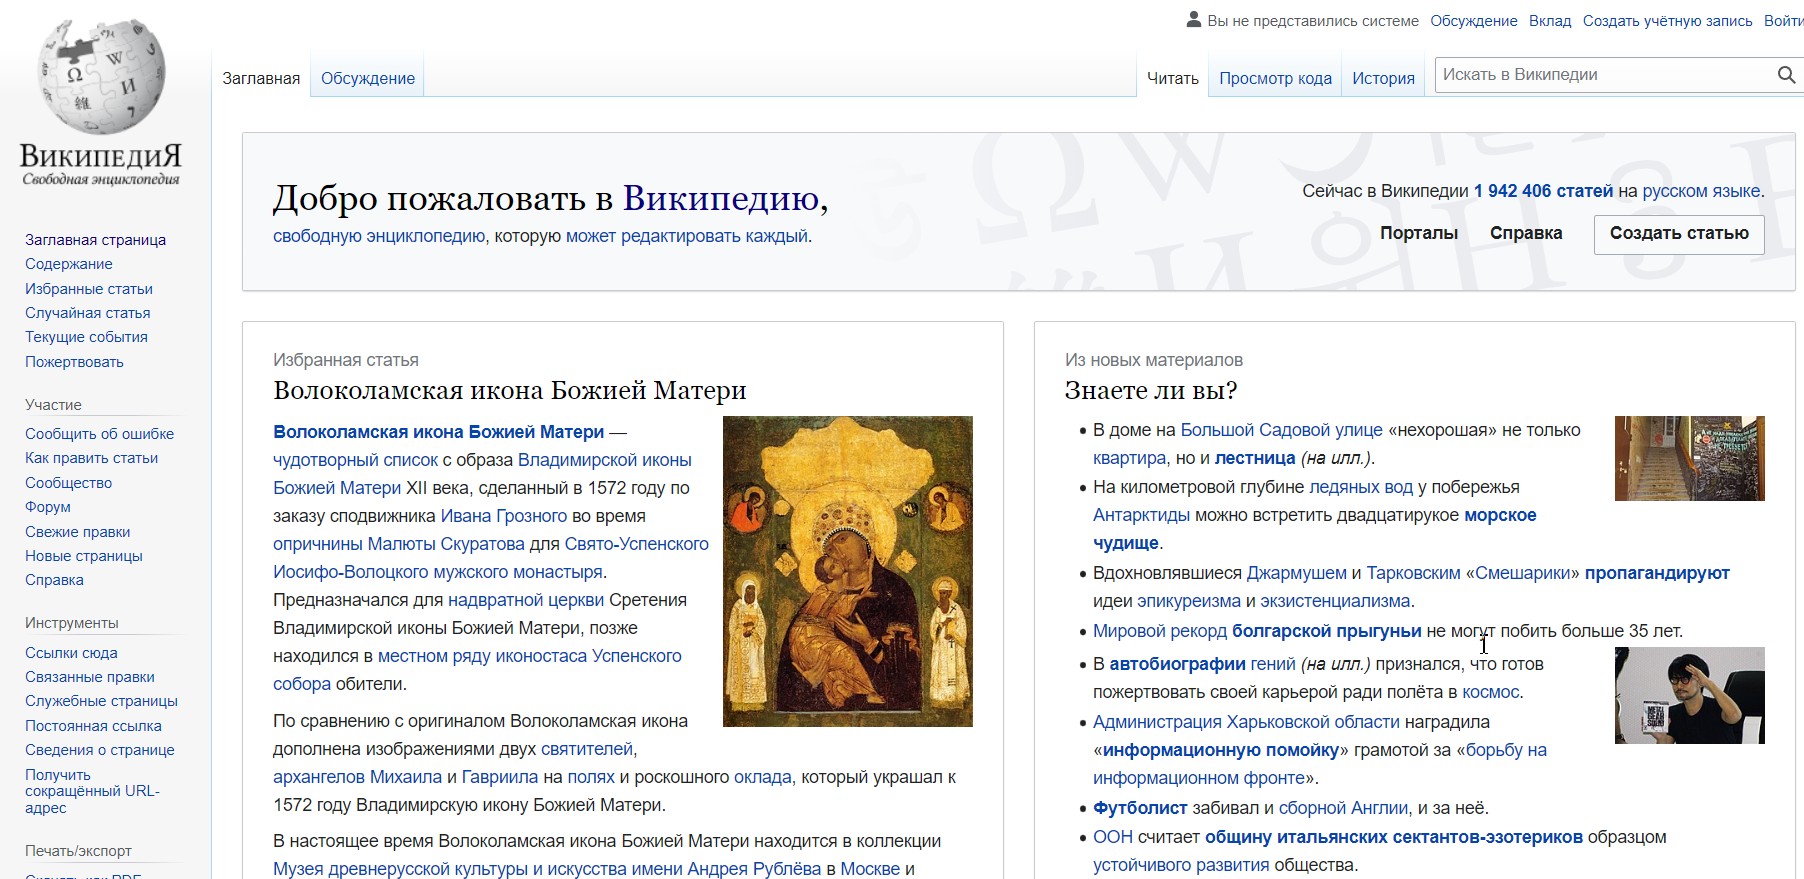 Вы не представились системе Обсуждение Вклад Создать учётную запись Войти
Заглавная Обсуждение Читать Просмотр кода История Искать в Википедии
ВИКИПЕДИЯ
Свободная энциклопедия
Заглавная страница
Содержание
Избранные статьи
Случайная статья
Текущие события
Пожертвовать
Участие
Сообщить об ошибке
Как править статьи
Сообщество
Форум
Свежие правки
Новые страницы
Справка
Инструменты
Ссылки сюда
Связанные правки
Служебные страницы
Постоянная ссылка
Сведения о странице
Получить
сокращённый URL-
адрес
Печать/экспорт
Добро пожаловать в Википедию,
свободную энциклопедию, которую может редактировать каждый.
Сейчас в Википедии 1 942 406 статей на русском языке.
Порталы Справка Создать статью
Избранная статья
Волоколамская икона Божией Матери
Волоколамская икона Божией Матери —
чудотворный список с образа Владимирской иконы
Божией Матери XII века, сделанный в 1572 году по
заказу сподвижника Ивана Грозного во время
опричнины Малюты Скуратова для Свято-Успенского
Иосифо-Волоцкого мужского монастыря.
Предназначался для надвратной церкви Сретения
Владимирской иконы Божией Матери, позже
находился в местном ряду иконостаса Успенского
собора обители.
По сравнению с оригиналом Волоколамская икона
дополнена изображениями двух святителей,
архангелов Михаила и Гавриила на полях и роскошного оклада, который украшал к
1572 году Владимирскую икону Божией Матери.
В настоящее время Волоколамская икона Божией Матери находится в коллекции
Музея древнерусской культуры и искусства имени Андрея Рублёва в Москве и
Из новых материалов
Знаете ли вы?
В доме на Большой Садовой улице «нехорошая» не только
квартира, но и лестница (на илл.).
На километровой глубине ледяных вод у побережья
Антарктиды можно встретить двадцатирукое морское
чудище.
Вдохновлявшиеся Джармушем и Тарковским «Смешарики» пропагандируют
идеи эпикуреизма и экзистенциализма.
Мировой рекорд болгарской прыгуньи не могут побить больше 35 лет.
В автобиографии гений (на илл.) признался, что готов
пожертвовать своей карьерой ради полёта в космос.
Администрация Харьковской области наградила
«информационную помойку» грамотой за «борьбу на
информационном фронте».
Футболист забивал и сборной Англии, и за неё.
ООН считает общину итальянских сектантов-эзотериков образцом
устойчивого развития общества.